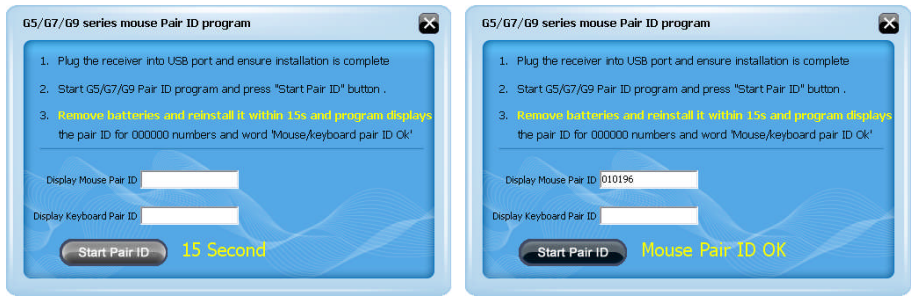 G5/G7/G9 series mouse Pair ID program
1. Plug the receiver into USB port and ensure installation is complete
2. Start G5/G7/G9 Pair ID program and press "Start Pair ID" button .
3. Remove batteries and reinstall it within 15s and program displays
the pair ID for 000000 numbers and word 'Mouse/keyboard pair ID Ok'
Display Mouse Pair ID
Display Keyboard Pair ID
Start Pair ID 15 Second
G5/G7/G9 series mouse Pair ID program
1. Plug the receiver into USB port and ensure installation is complete
2. Start G5/G7/G9 Pair ID program and press "Start Pair ID" button .
3. Remove batteries and reinstall it within 15s and program displays
the pair ID for 000000 numbers and word 'Mouse/keyboard pair ID Ok'
Display Mouse Pair ID 010196
Display Keyboard Pair ID
Start Pair ID Mouse Pair ID OK